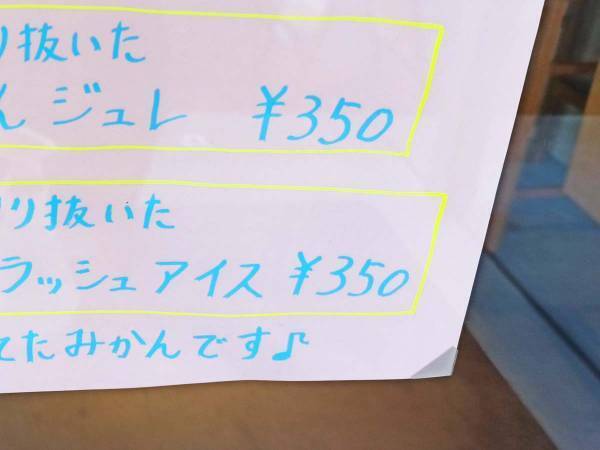 り抜いた
んジュレ ¥350
り抜いた
ラッシュアイス ¥350
てたみかんです♪